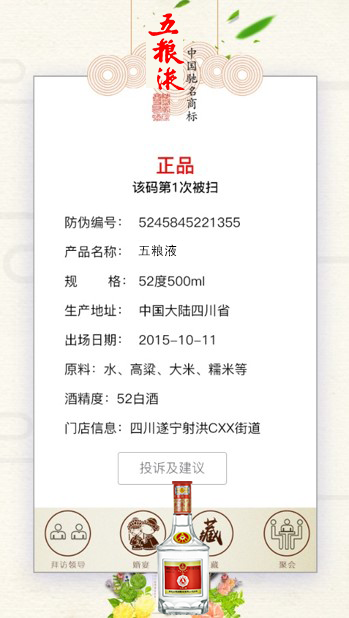 五粮液
中国驰名商标
正品
该码第1次被扫
防伪编号： 5245845221355
产品名称： 五粮液
规 格： 52度500ml
生产地址： 中国大陆四川省
出场日期： 2015-10-11
原料：水、高粱、大米、糯米等
酒精度：52白酒
门店信息：四川遂宁射洪CXX街道
投诉及建议
藏
拜访领导
婚宴
藏
聚会